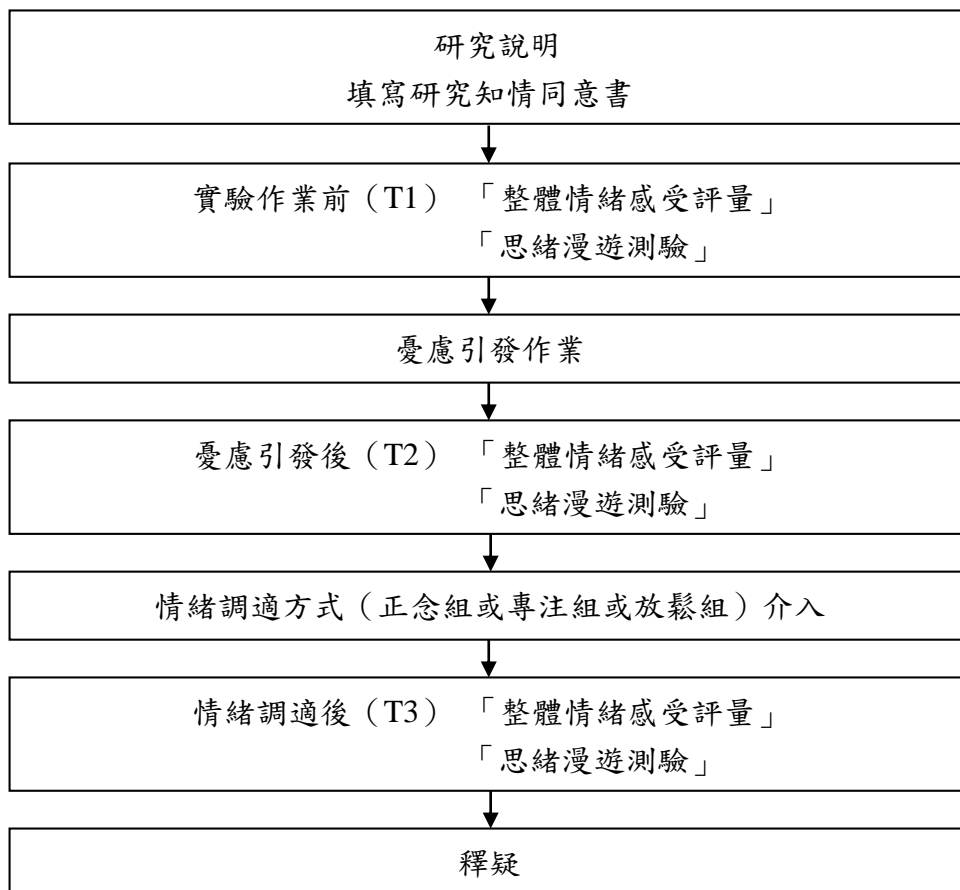 研究說明
填寫研究知情同意書
實驗作業前（T1） 「整體情緒感受評量」
「思緒漫遊測驗」
憂慮引發作業
憂慮引發後（T2） 「整體情緒感受評量」
「思緒漫遊測驗」
情緒調適方式（正念組或專注組或放鬆組）介入
情緒調適後（T3） 「整體情緒感受評量」
「思緒漫遊測驗」
釋疑